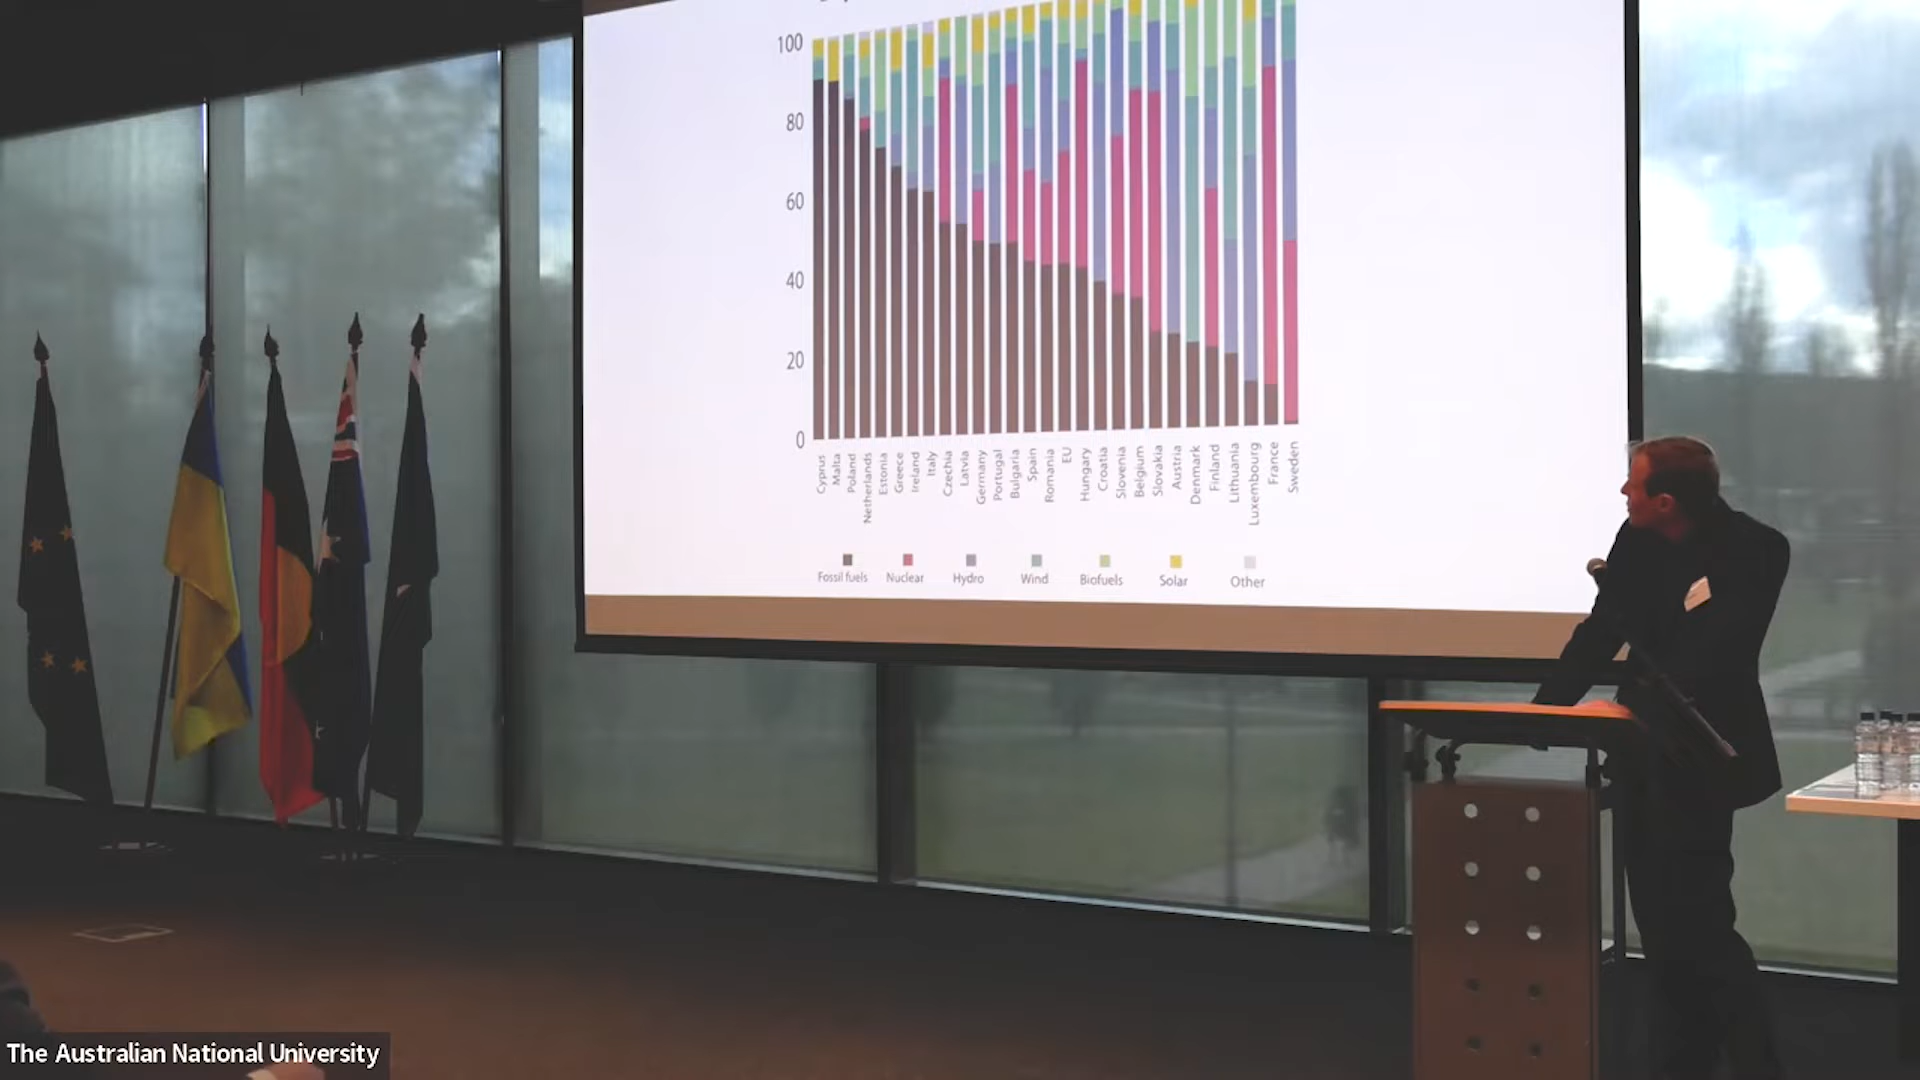 100
80
60
40
20
0
Cyprus
Malta
Poland
Netherlands
Estonia
Greece
Ireland
Italy
Czechia
Latvia
Germany
Portugal
Bulgaria
Spain
Romania
EU
Hungary
Croatia
Slovenia
Belgium
Slovakia
Austria
Denmark
Finland
Lithuania
Luxembourg
France
Sweden
Fossil fuels
Nuclear
Hydro
Wind
Biofuels
Solar
Other
The Australian National University